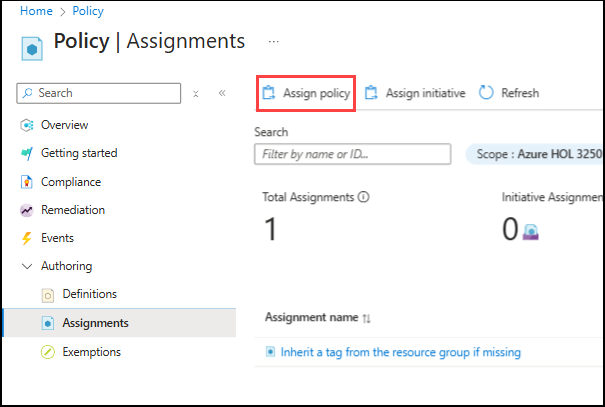 Home > Policy >
Policy | Assignments ...
Search
Overview
Getting started
Compliance
Remediation
Events
Authoring
Definitions
Assignments
Exemptions
Assign policy Assign initiative Refresh
Search
Filter by name or ID...
Scope : Azure HOL 3250
Total Assignments
1
Initiative Assignmen
0
Assignment name
Inherit a tag from the resource group if missing